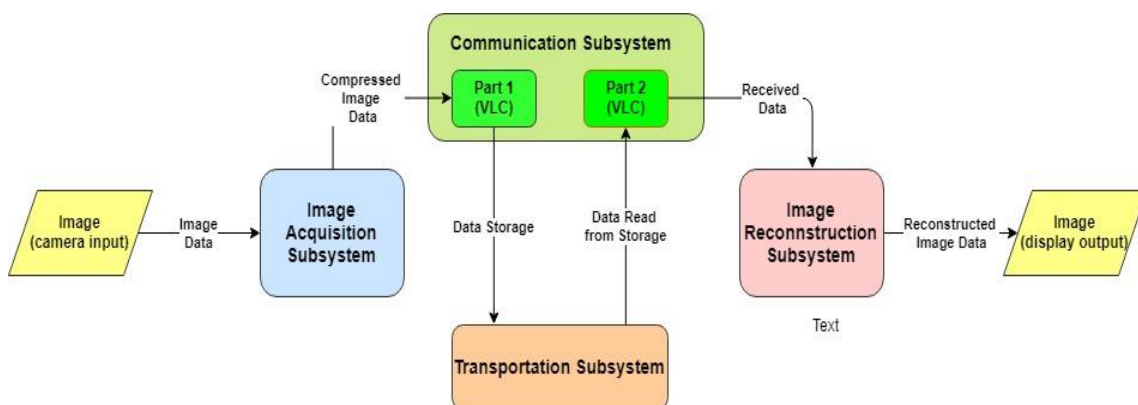 Communication Subsystem
Compressed
Image
Data
Part 1
(VLC)
Part 2
(VLC)
Received
Data
Image
(camera input)
Image
Data
Image
Acquisition
Subsystem
Data Storage
Data Read
from Storage
Image
Reconnstruction
Subsystem
Reconstructed
Image Data
Image
(display output)
Text
Transportation Subsystem